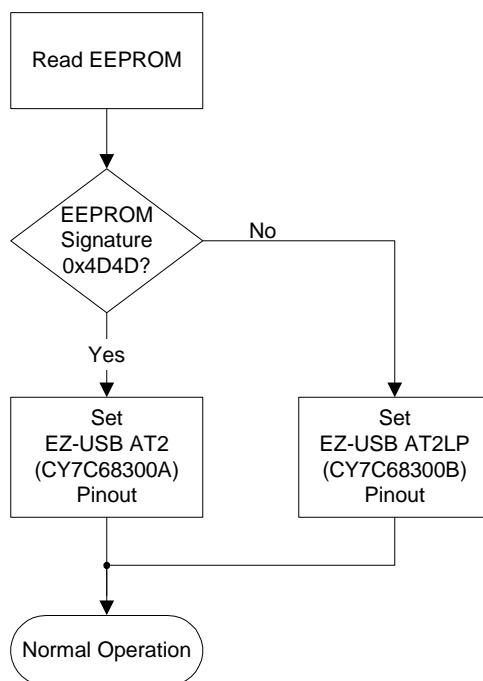 Read EEPROM
EEPROM
Signature
0x4D4D?
No
Yes
Set
EZ-USB AT2
(CY7C68300A)
Pinout
Set
EZ-USB AT2LP
(CY7C68300B)
Pinout
Normal Operation